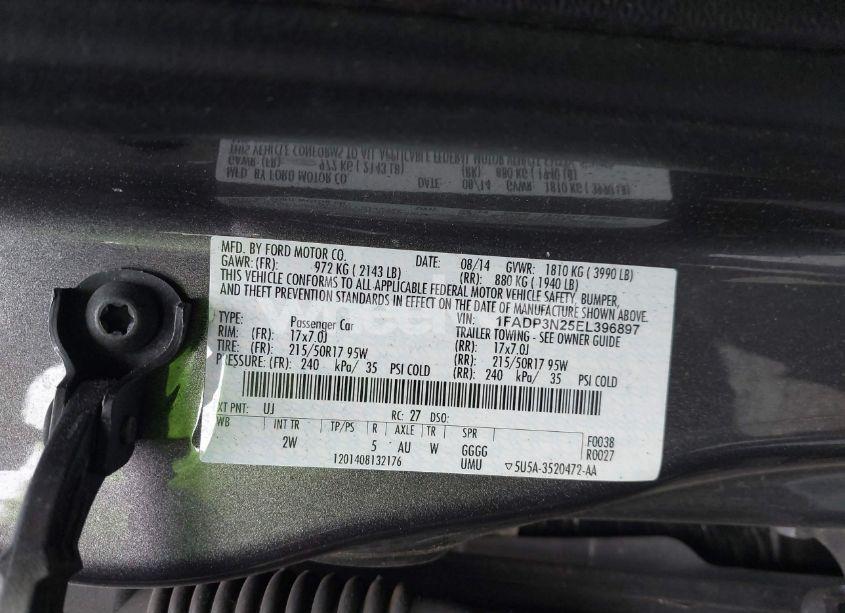 MFD. BY FORD MOTOR CO. DATE: 08/14 GVWR: 1810 KG ( 3990 LB)
GAWR: (FR): 972 KG ( 2143 LB) (RR): 880 KG ( 1940 LB)
THIS VEHICLE CONFORMS TO ALL APPLICABLE FEDERAL MOTOR VEHICLE SAFETY, BUMPER,
AND THEFT PREVENTION STANDARDS IN EFFECT ON THE DATE OF MANUFACTURE SHOWN ABOVE.
VIN: 1FADP3N25EL396897
TYPE: Passenger Car TRAILER TOWING - SEE OWNER GUIDE
RIM: (FR): 17x7.0J (RR): 17x7.0J
TIRE: (FR): 215/50R17 95W (RR): 215/50R17 95W
PRESSURE: (FR): 240 kPa/ 35 PSI COLD (RR): 240 kPa/ 35 PSI COLD
XT PNT: UJ RC: 27 DSO:
WB INT TR TP/PS R AXLE TR SPR F0038
2W 5 AU W GGGG R0027
1201408132176 UMU ▽5U5A-3520472-AA